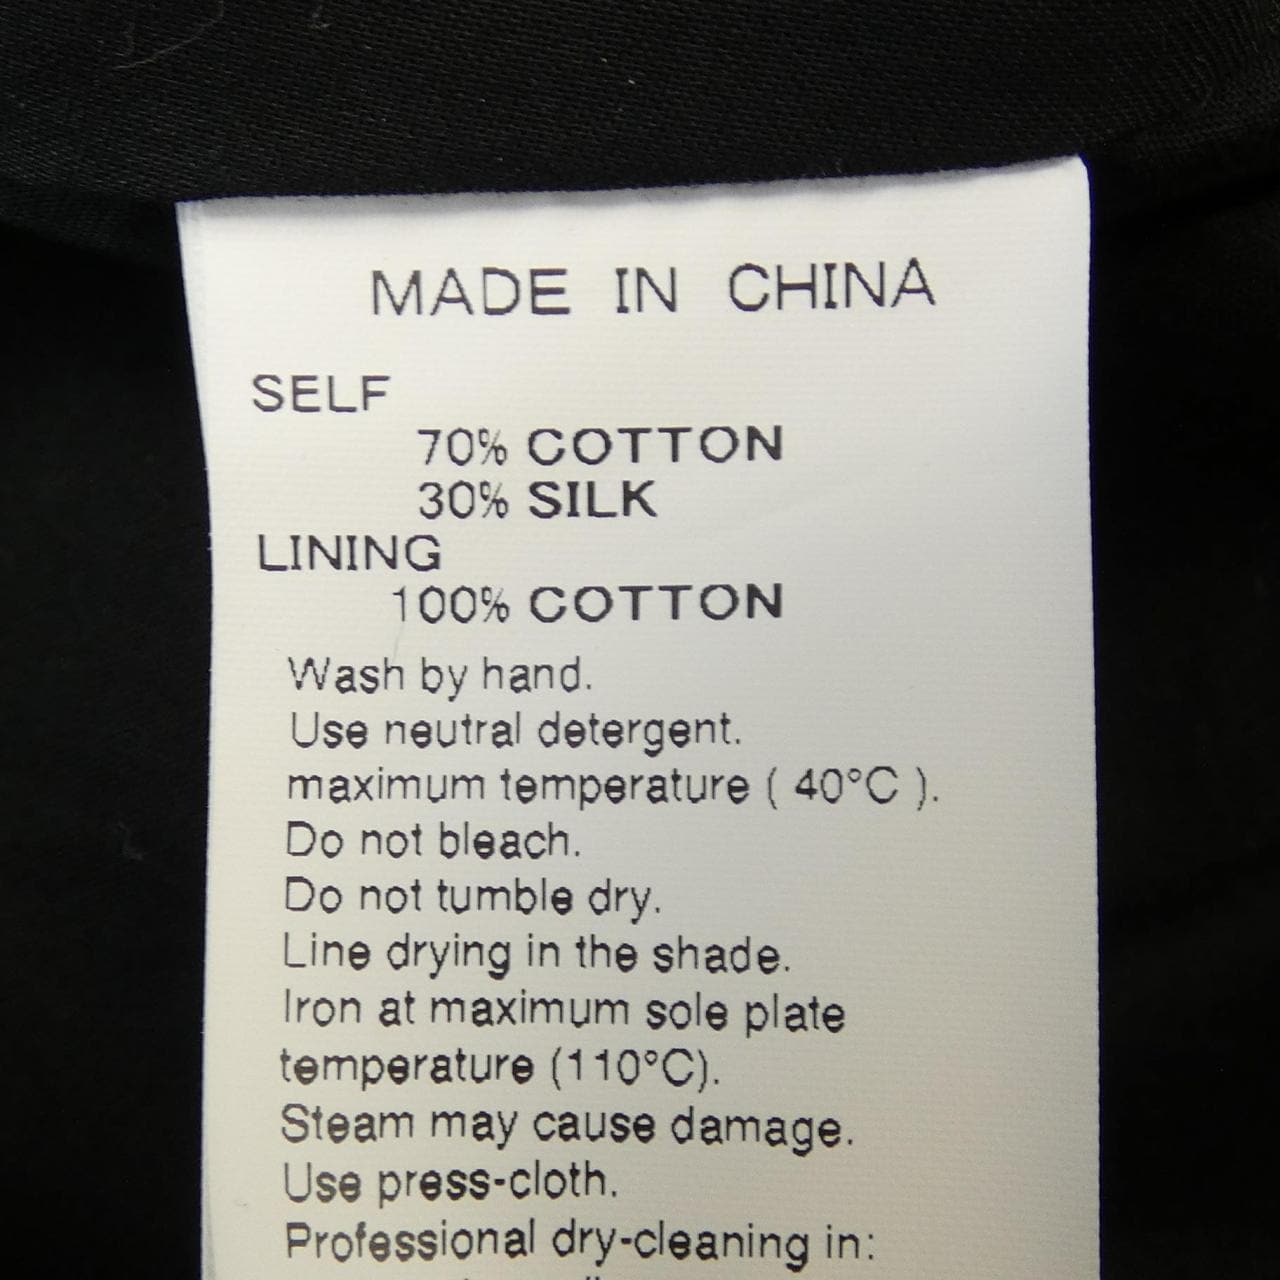 MADE IN CHINA
SELF
70% COTTON
30% SILK
LINING
100% COTTON
Wash by hand.
Use neutral detergent.
maximum temperature ( 40°C ).
Do not bleach.
Do not tumble dry.
Line drying in the shade.
Iron at maximum sole plate
temperature (110°C).
Steam may cause damage.
Use press-cloth.
Professional dry-cleaning in: